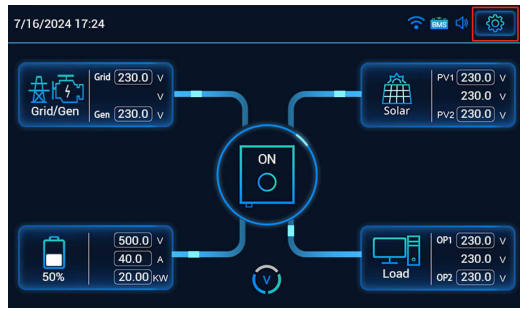 7/16/2024 17:24
BMS
Grid 230.0 V
V
Gen 230.0 V
Grid/Gen
PV1 230.0 V
230.0 V
PV2 230.0 V
Solar
ON
500.0 V
40.0 A
20.00 KW
50%
V
OP1 230.0 V
230.0 V
OP2 230.0 V
Load